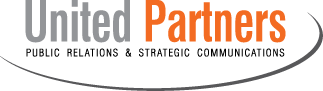 United Partners
PUBLIC RELATIONS & STRATEGIC COMMUNICATIONS